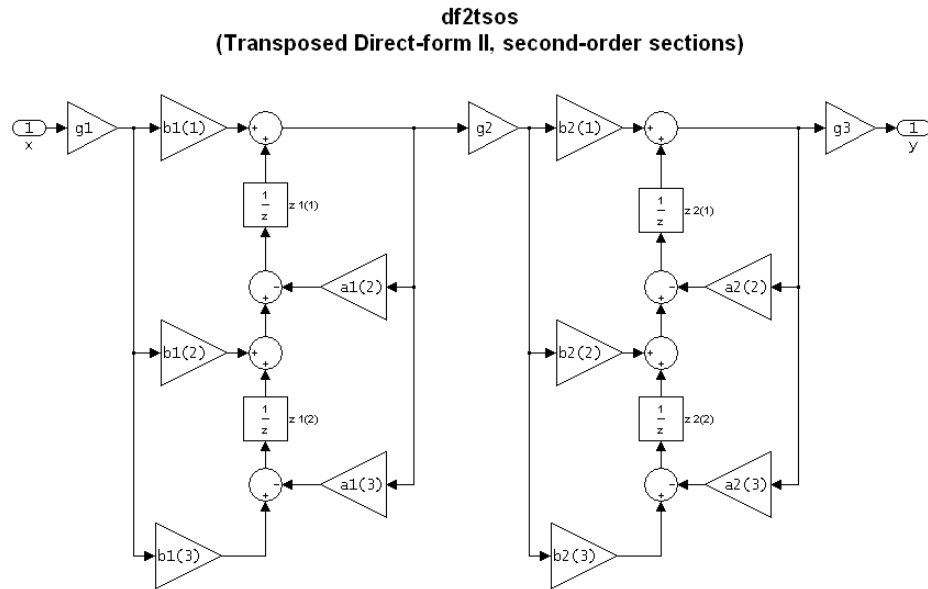 df2tsos
(Transposed Direct-form II, second-order sections)
1
x
g1
b1(1)
+
+
g2
b2(1)
+
+
g3
1
y
1
z
z 1(1)
1
z
z 2(1)
-
+
a1(2)
-
+
a2(2)
b1(2)
+
+
b2(2)
+
+
1
z
z 1(2)
1
z
z 2(2)
-
+
a1(3)
-
+
a2(3)
b1(3)
b2(3)